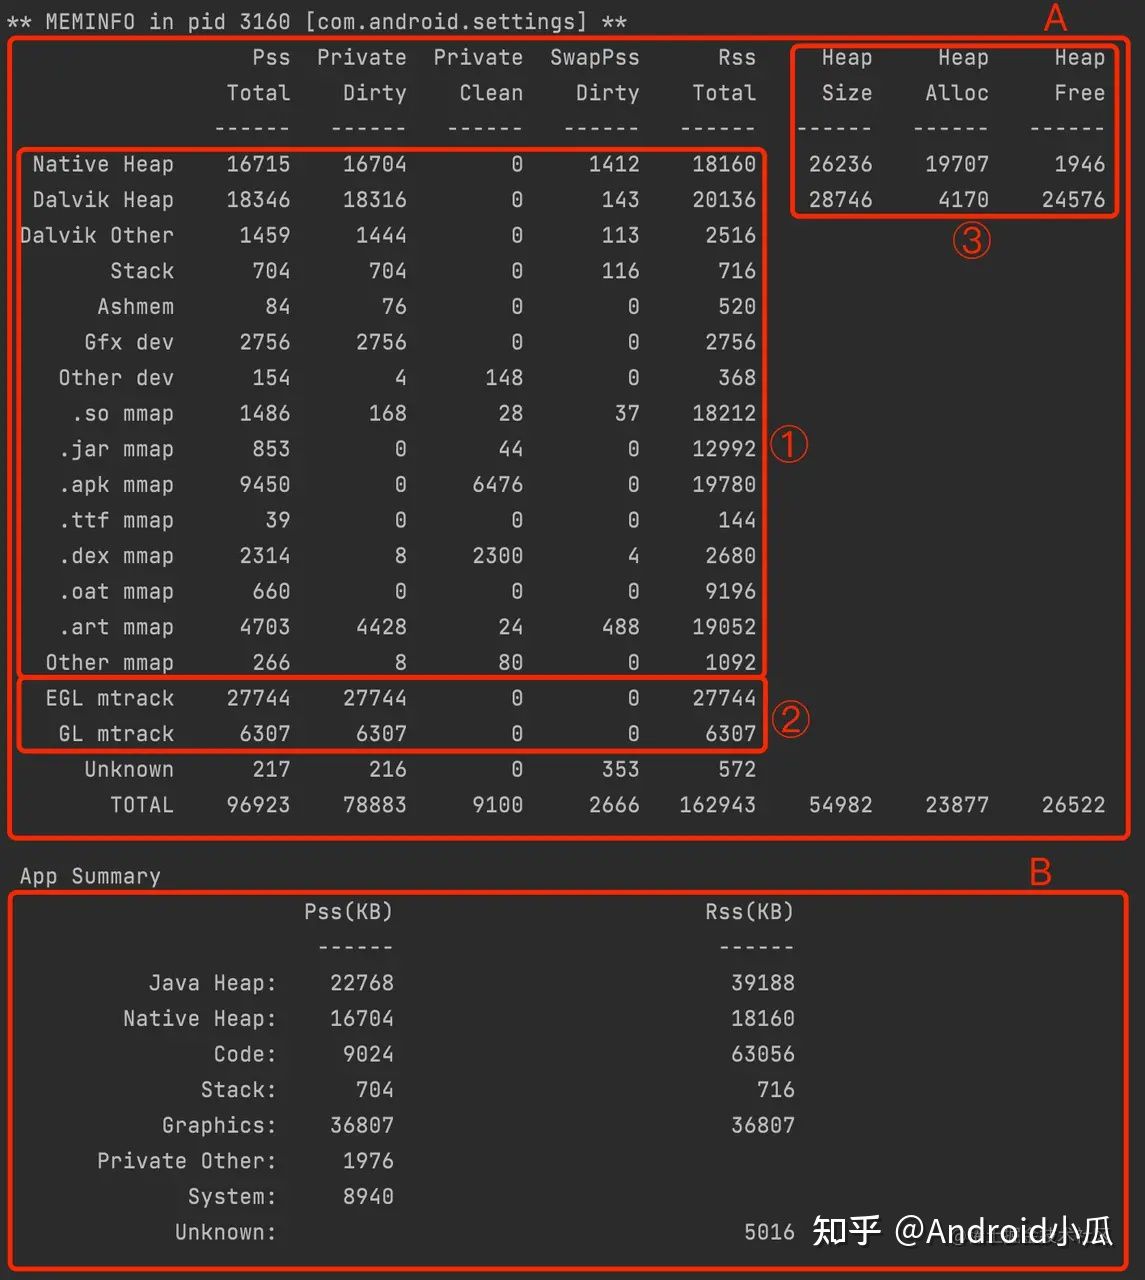 ** MEMINFO in pid 3160 [com.android.settings] ** A
Pss Private Private SwapPss Rss Heap Heap Heap
Total Dirty Clean Dirty Total Size Alloc Free
------ ------ ------ ------ ------ ------ ------ ------
Native Heap 16715 16704 0 1412 18160 26236 19707 1946
Dalvik Heap 18346 18316 0 143 20136 28746 4170 24576
Dalvik Other 1459 1444 0 113 2516 ③
Stack 704 704 0 116 716
Ashmem 84 76 0 0 520
Gfx dev 2756 2756 0 0 2756
Other dev 154 4 148 0 368
.so mmap 1486 168 28 37 18212
.jar mmap 853 0 44 0 12992 ①
.apk mmap 9450 0 6476 0 19780
.ttf mmap 39 0 0 0 144
.dex mmap 2314 8 2300 4 2680
.oat mmap 660 0 0 0 9196
.art mmap 4703 4428 24 488 19052
Other mmap 266 8 80 0 1092
EGL mtrack 27744 27744 0 0 27744 ②
GL mtrack 6307 6307 0 0 6307
Unknown 217 216 0 353 572
TOTAL 96923 78883 9100 2666 162943 54982 23877 26522
App Summary B
Pss(KB) Rss(KB)
------ ------
Java Heap: 22768 39188
Native Heap: 16704 18160
Code: 9024 63056
Stack: 704 716
Graphics: 36807 36807
Private Other: 1976
System: 8940
Unknown: 5016
知乎 @Android小瓜